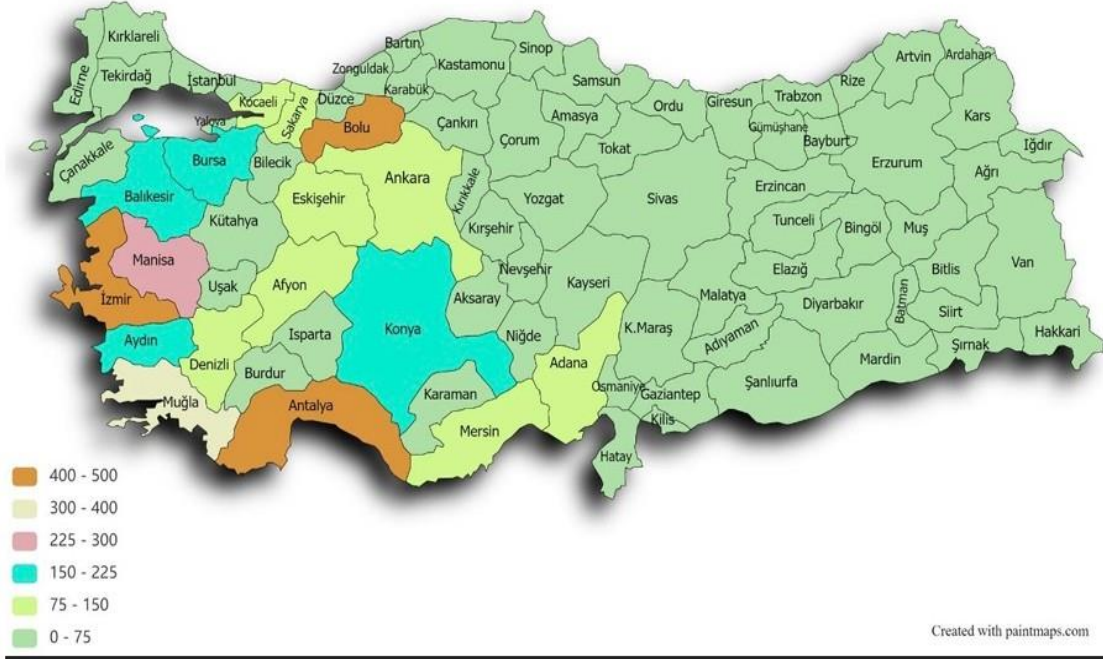 Kırklareli
Edirne
Tekirdağ
İstanbul
Kocaeli
Yalova
Sakarya
Düzce
Zonguldak
Bartın
Karabük
Kastamonu
Sinop
Samsun
Ordu
Giresun
Trabzon
Rize
Artvin
Ardahan
Kars
Iğdır
Çanakkale
Balıkesir
Bursa
Bilecik
Bolu
Çankırı
Çorum
Amasya
Tokat
Gümüşhane
Bayburt
Erzurum
Ağrı
Kütahya
Eskişehir
Ankara
Kırıkkale
Yozgat
Sivas
Erzincan
Tunceli
Bingöl
Muş
Manisa
Uşak
Afyon
Kırşehir
Nevşehir
Kayseri
Malatya
Elazığ
Diyarbakır
Batman
Bitlis
Siirt
Van
İzmir
Aydın
Denizli
Isparta
Burdur
Konya
Aksaray
Niğde
Adana
K.Maraş
Adıyaman
Mardin
Şırnak
Hakkari
Muğla
Antalya
Karaman
Mersin
Osmaniye
Gaziantep
Kilis
Şanlıurfa
Hatay
400 - 500
300 - 400
225 - 300
150 - 225
75 - 150
0 - 75
Created with paintmaps.com